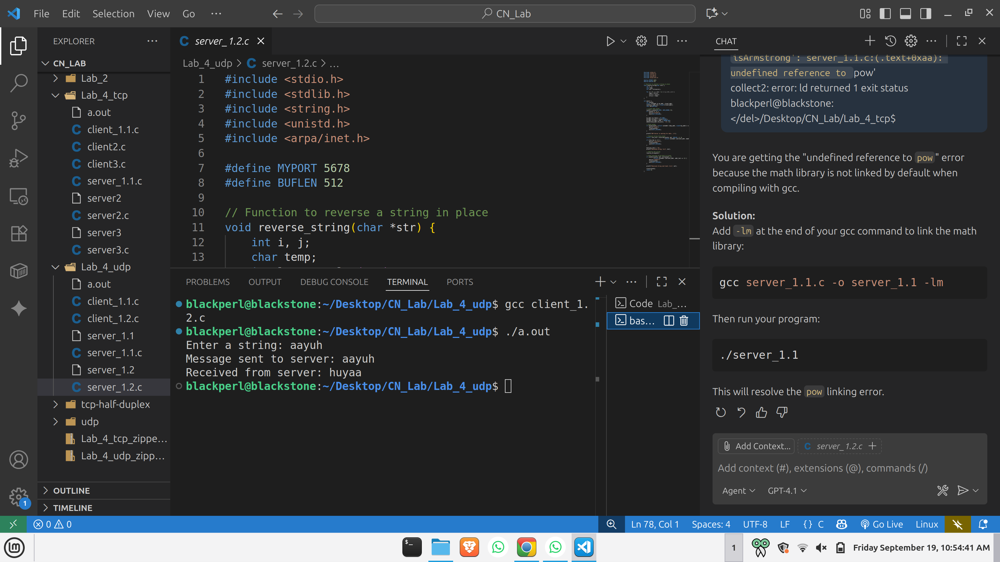 File Edit Selection View Go ··· CN_Lab
EXPLORER
CN_LAB
Lab_2
Lab_4_tcp
a.out
client_1.1.c
client2.c
client3.c
server_1.1.c
server2
server2.c
server3
server3.c
Lab_4_udp
a.out
client_1.1.c
client_1.2.c
server_1.1
server_1.1.c
server_1.2
server_1.2.c
tcp-half-duplex
udp
Lab_4_tcp_zippe...
Lab_4_udp_zipp...
OUTLINE
TIMELINE
1
server_1.2.c
Lab_4_udp > C server_1.2.c > ...
1 #include <stdio.h>
2 #include <stdlib.h>
3 #include <string.h>
4 #include <unistd.h>
5 #include <arpa/inet.h>
6
7 #define MYPORT 5678
8 #define BUFLEN 512
9
10 // Function to reverse a string in place
11 void reverse_string(char *str) {
12 int i, j;
13 char temp;
PROBLEMS OUTPUT DEBUG CONSOLE TERMINAL PORTS
blackperl@blackstone:~/Desktop/CN_Lab/Lab_4_udp$ gcc client_1.
2.c
blackperl@blackstone:~/Desktop/CN_Lab/Lab_4_udp$ ./a.out
Enter a string: aayuh
Message sent to server: aayuh
Received from server: huyaa
blackperl@blackstone:~/Desktop/CN_Lab/Lab_4_udp$
Code Lab_...
bas...
CHAT
isArmstrong': server_1.1.c:(.text+0xaa):
undefined reference to pow'
collect2: error: ld returned 1 exit status
blackperl@blackstone:
</del>/Desktop/CN_Lab/Lab_4_tcp$
You are getting the "undefined reference to pow" error
because the math library is not linked by default when
compiling with gcc.
Solution:
Add -lm at the end of your gcc command to link the math
library:
gcc server_1.1.c -o server_1.1 -lm
Then run your program:
./server_1.1
This will resolve the pow linking error.
Add Context... C server_1.2.c
Add context (#), extensions (@), commands (/)
Agent GPT-4.1
0 0 Ln 78, Col 1 Spaces: 4 UTF-8 LF {} C Go Live Linux
1 Friday September 19, 10:54:41 AM